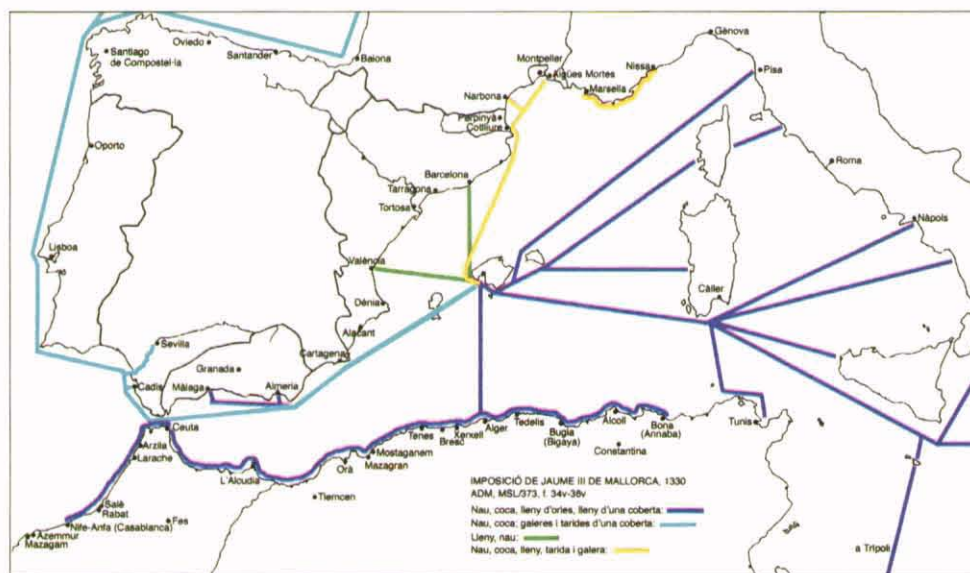 Santiago
de Compostel·la
Oviedo
Santander
Baiona
Montpeller
Aigües Mortes
Nissa
Gènova
Marsella
Pisa
Narbona
Perpinyà
Cotlliure
Oporto
Roma
Barcelona
Tarragona
Tortosa
Nàpols
Lisboa
València
Càller
Dénia
Alacant
Sevilla
Cartagena
Granada
Cadis
Màlaga
Almeria
Ceuta
Tenes
Bresc
Xerxell
Alger
Tedelis
Bugia
(Bigaya)
Alcoll
Bona
(Annaba)
Tunis
Arzila
Larache
Constantina
Mostaganem
Orà
Mazagran
L'Alcudia
Tlemcen
Salè
Rabat
Nife-Anfa (Casablanca)
Fes
Azemmur
Mazagam
a Trípoli
IMPOSICIÓ DE JAUME III DE MALLORCA, 1330
ADM, MSL/373, f. 34v-38v
Nau, coca, lleny d'orles, lleny d'una coberta:
Nau, coca; galeres i tarides d'una coberta:
Lleny, nau:
Nau, coca, lleny, tarida i galera: